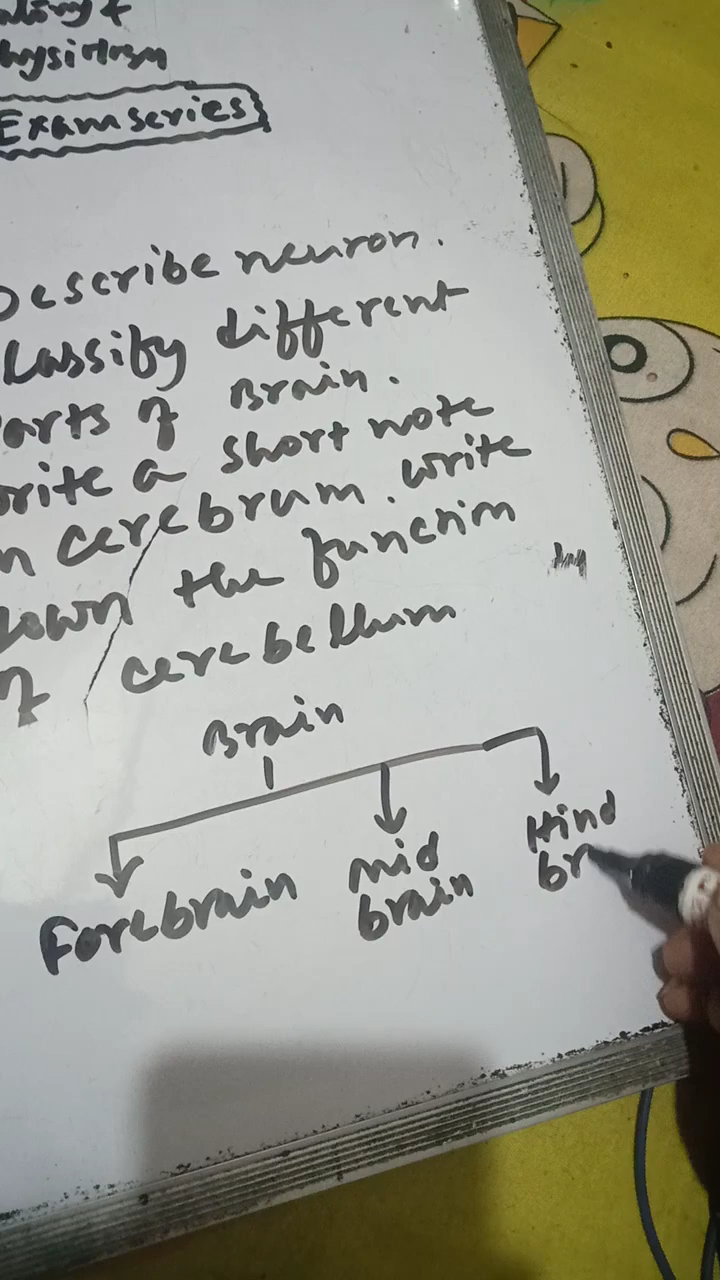 Exam series
Describe neuron.
classify different
parts of Brain.
write a short note
on cerebrum. write
down the function
of cerebellum
Brain
Forebrain
mid
brain
Hind
br